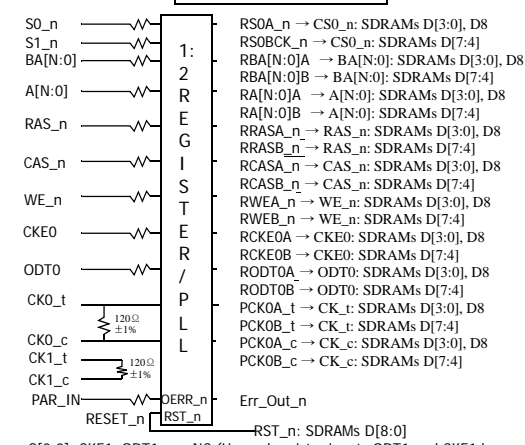 S0_n
S1_n
BA[N:0]
A[N:0]
RAS_n
CAS_n
WE_n
CKE0
ODT0
CK0_t
120Ω
±1%
CK0_c
CK1_t
120Ω
±1%
CK1_c
PAR_IN
RESET_n
1:
2
R
E
G
I
S
T
E
R
/
P
L
L
OERR_n
RST_n
RS0A_n → CS0_n: SDRAMs D[3:0], D8
RS0BCK_n → CS0_n: SDRAMs D[7:4]
RBA[N:0]A → BA[N:0]: SDRAMs D[3:0], D8
RBA[N:0]B → BA[N:0]: SDRAMs D[7:4]
RA[N:0]A → A[N:0]: SDRAMs D[3:0], D8
RA[N:0]B → A[N:0]: SDRAMs D[7:4]
RRASA_n → RAS_n: SDRAMs D[3:0], D8
RRASB_n → RAS_n: SDRAMs D[7:4]
RCASA_n → CAS_n: SDRAMs D[3:0], D8
RCASB_n → CAS_n: SDRAMs D[7:4]
RWEA_n → WE_n: SDRAMs D[3:0], D8
RWEB_n → WE_n: SDRAMs D[7:4]
RCKE0A → CKE0: SDRAMs D[3:0], D8
RCKE0B → CKE0: SDRAMs D[7:4]
RODT0A → ODT0: SDRAMs D[3:0], D8
RODT0B → ODT0: SDRAMs D[7:4]
PCK0A_t → CK_t: SDRAMs D[3:0], D8
PCK0B_t → CK_t: SDRAMs D[7:4]
PCK0A_c → CK_c: SDRAMs D[3:0], D8
PCK0B_c → CK_c: SDRAMs D[7:4]
Err_Out_n
RST_n: SDRAMs D[8:0]